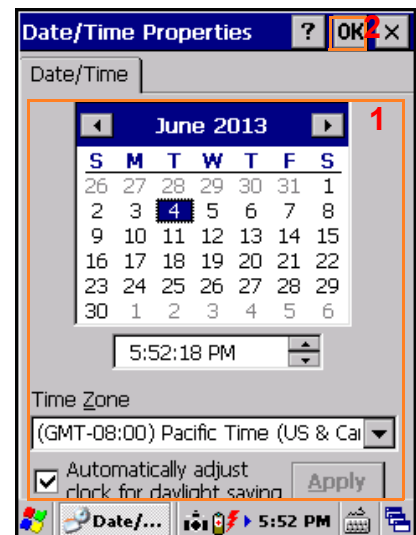 Date/Time Properties ? OK 2 ×
Date/Time
1
June 2013
S M T W T F S
26 27 28 29 30 31 1
2 3 4 5 6 7 8
9 10 11 12 13 14 15
16 17 18 19 20 21 22
23 24 25 26 27 28 29
30 1 2 3 4 5 6
5:52:18 PM
Time Zone
(GMT-08:00) Pacific Time (US & Cai
Automatically adjust
clock for daylight saving Apply
Date/... 5:52 PM